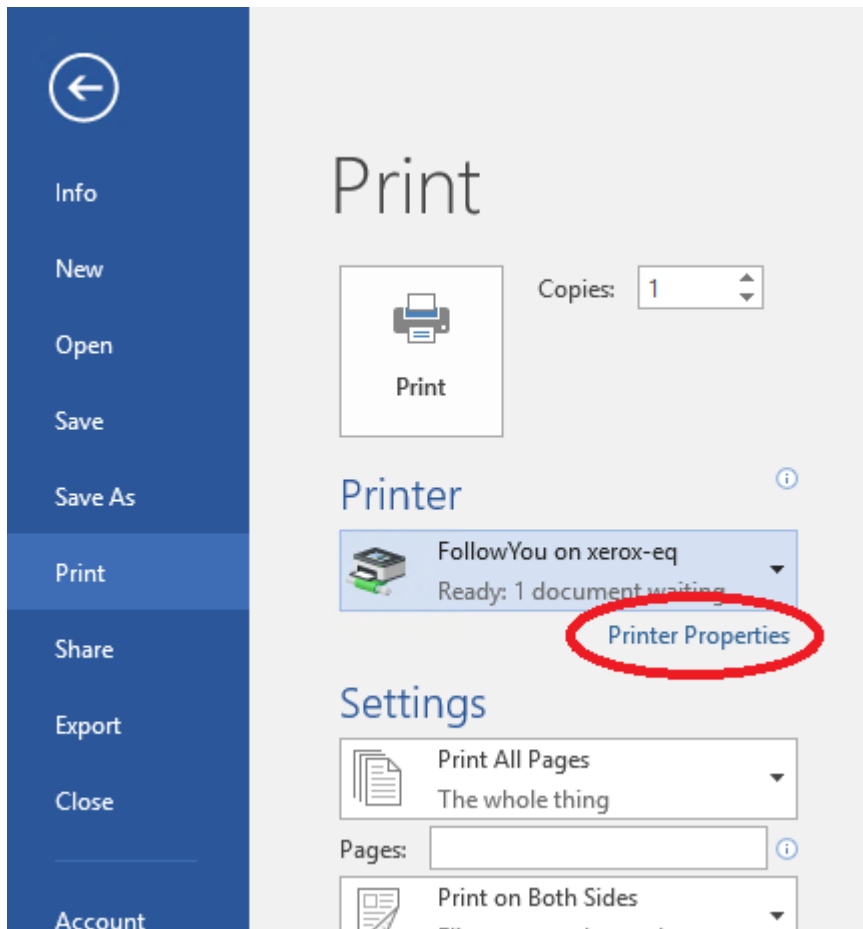 Info
New
Open
Save
Save As
Print
Share
Export
Close
Account
Print
Print
Copies: 1
Printer
FollowYou on xerox-eq
Ready: 1 document waiting
Printer Properties
Settings
Print All Pages
The whole thing
Pages:
Print on Both Sides